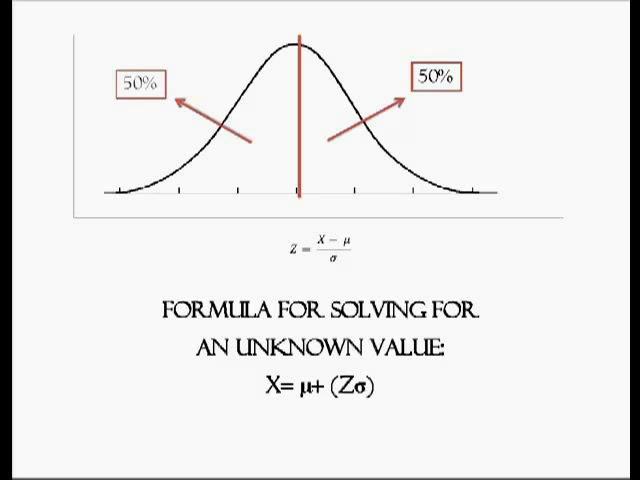 50%
50%
Z = X − μ / σ
FORMULA FOR SOLVING FOR
AN UNKNOWN VALUE:
X= μ+ (Zσ)